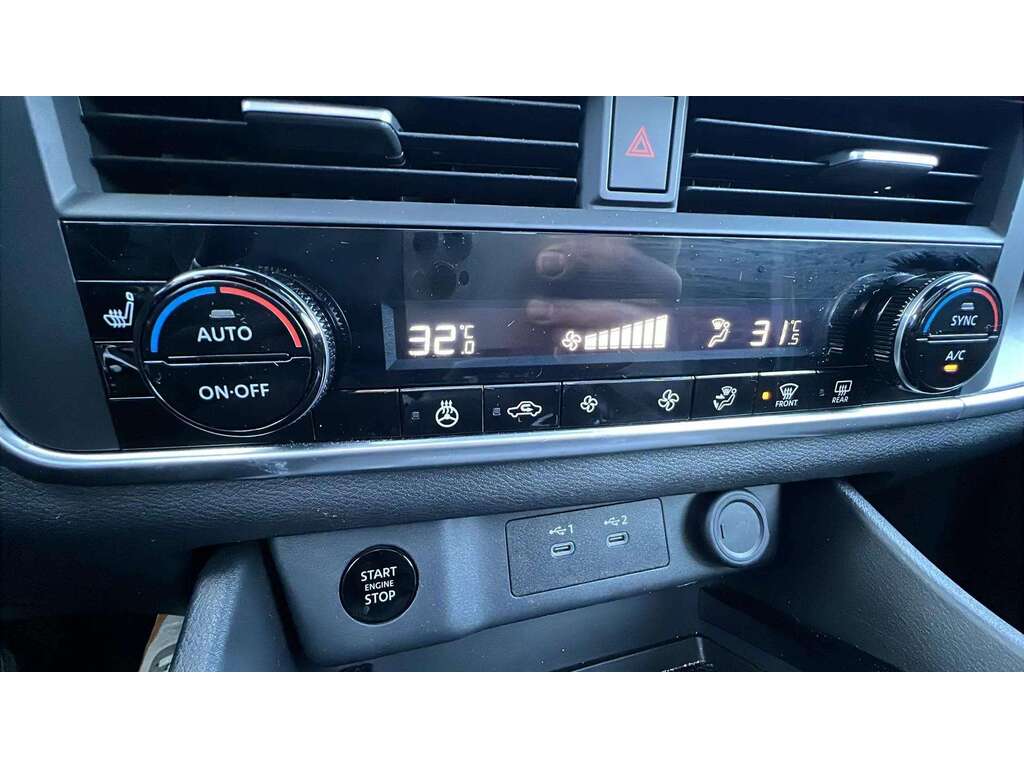 AUTO
ON·OFF
32.0 °C
31.5 °C
SYNC
A/C
FRONT
REAR
1
2
START
ENGINE
STOP